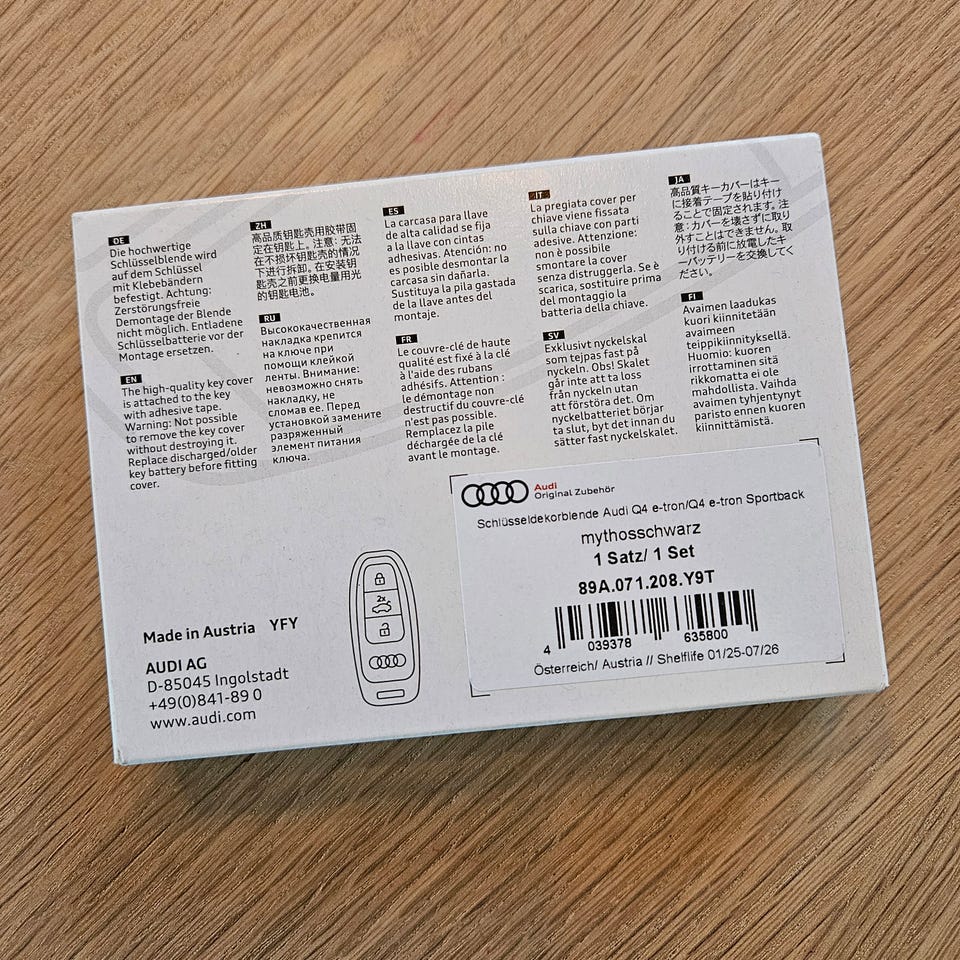 DE
Die hochwertige
Schlüsselblende wird
auf dem Schlüssel
mit Klebebändern
befestigt. Achtung:
Zerstörungsfreie
Demontage der Blende
nicht möglich. Entladene
Schlüsselbatterie vor der
Montage ersetzen.
EN
The high-quality key cover
is attached to the key
with adhesive tape.
Warning: Not possible
to remove the key cover
without destroying it.
Replace discharged/older
key battery before fitting
cover.
ZH
高品质钥匙壳用胶带固
定在钥匙上。注意: 无法
在不损坏钥匙壳的情况
下进行拆卸。在安装钥
匙壳之前更换电量用光
的钥匙电池。
RU
Высококачественная
накладка крепится
на ключе при
помощи клейкой
ленты. Внимание:
невозможно снять
накладку, не
сломав ее. Перед
установкой замените
разряженный
элемент питания
ключа.
ES
La carcasa para llave
de alta calidad se fija
a la llave con cintas
adhesivas. Atención: no
es posible desmontar la
carcasa sin dañarla.
Sustituya la pila gastada
de la llave antes del
montaje.
FR
Le couvre-clé de haute
qualité est fixé à la clé
à l'aide des rubans
adhésifs. Attention :
le démontage non
destructif du couvre-clé
n'est pas possible.
Remplacez la pile
déchargée de la clé
avant le montage.
IT
La pregiata cover per
chiave viene fissata
sulla chiave con parti
adesive. Attenzione:
non è possibile
smontare la cover
senza distruggerla. Se è
scarica, sostituire prima
del montaggio la
batteria della chiave.
SV
Exklusivt nyckelskal
som tejpas fast på
nyckeln. Obs! Skalet
går inte att ta loss
från nyckeln utan
att förstöra det. Om
nyckelbatteriet börjar
ta slut, byt det innan du
sätter fast nyckelskalet.
JA
高品質キーカバーはキー
に接着テープを貼り付け
ることで固定されます。注
意: カバーを壊さずに取り
外すことはできません。取
り付ける前に放電したキ
ーバッテリーを交換してく
ださい。
FI
Avaimen laadukas
kuori kiinnitetään
avaimeen
teippikiinnityksellä.
Huomio: kuoren
irrottaminen sitä
rikkomatta ei ole
mahdollista. Vaihda
avaimen tyhjentynyt
paristo ennen kuoren
kiinnittämistä.
Made in Austria YFY
AUDI AG
D-85045 Ingolstadt
+49(0)841-89 0
www.audi.com
2x
Audi
Original Zubehör
Schlüsseldekorblende Audi Q4 e-tron/Q4 e-tron Sportback
mythosschwarz
1 Satz/ 1 Set
89A.071.208.Y9T
4 039378 635800
Österreich/ Austria // Shelflife 01/25-07/26